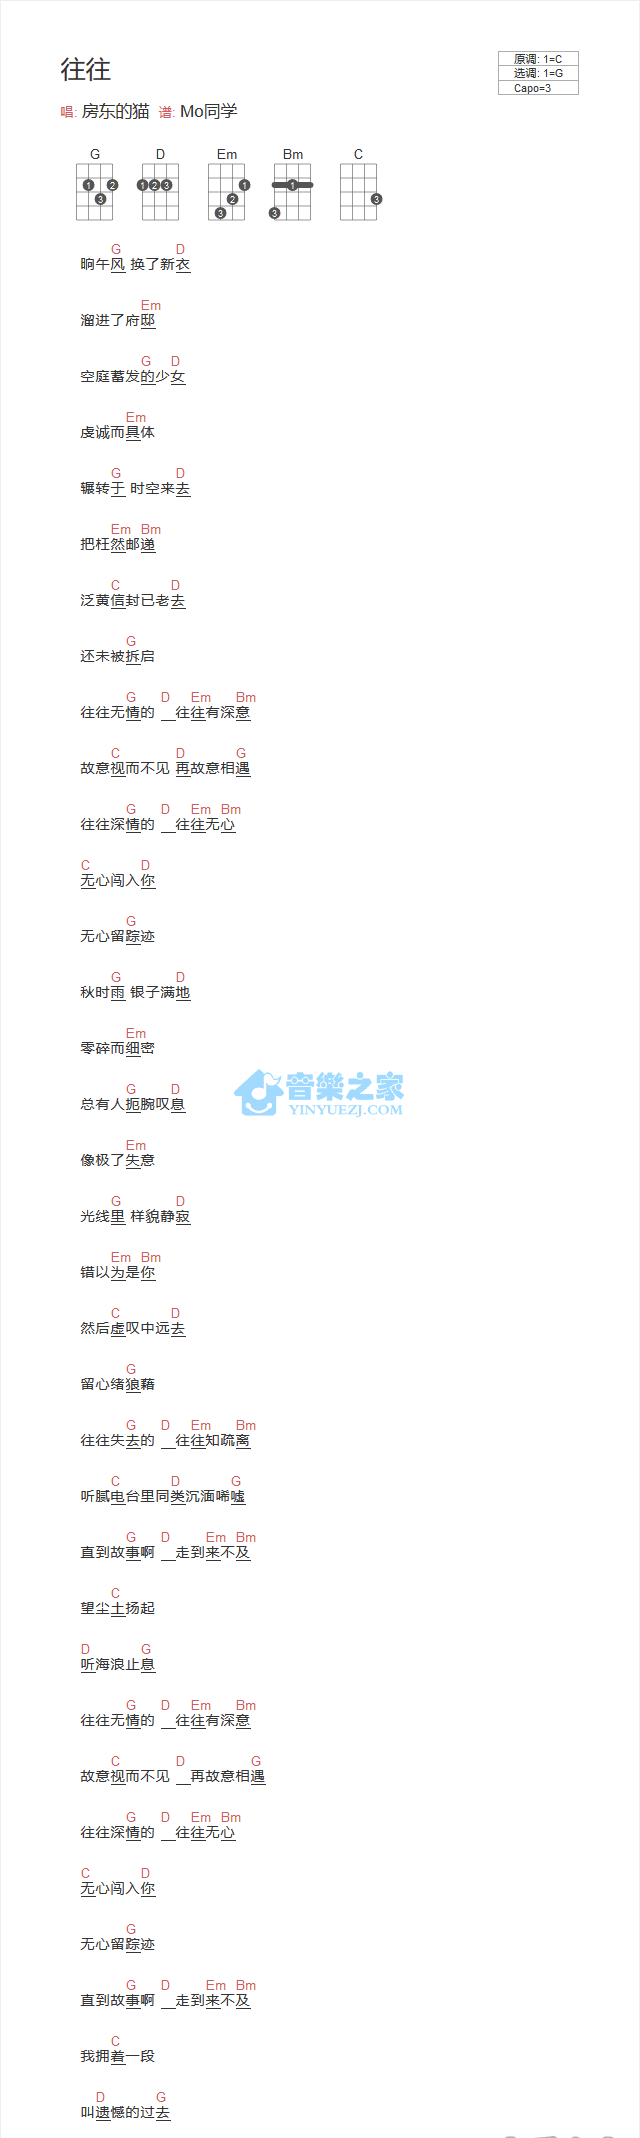 往往
原调: 1=C
选调: 1=G
Capo=3
唱: 房东的猫 谱: Mo同学
G D Em Bm C
1 2 3 1 2 3 1 2 3 1 3 3
G D
晌午风 换了新衣
Em
溜进了府邸
G D
空庭蓄发的少女
Em
虔诚而具体
G D
辗转于 时空来去
Em Bm
把枉然邮递
C D
泛黄信封已老去
G
还未被拆启
G D Em Bm
往往无情的 往往有深意
C D G
故意视而不见 再故意相遇
G D Em Bm
往往深情的 往往无心
C D
无心闯入你
G
无心留踪迹
G D
秋时雨 银子满地
Em
零碎而细密
音樂之家
YINYUEZJ.COM
G D
总有人扼腕叹息
Em
像极了失意
G D
光线里 样貌静寂
Em Bm
错以为是你
C D
然后虚叹中远去
G
留心绪狼藉
G D Em Bm
往往失去的 往往知疏离
C D G
听腻电台里同类沉湎唏嘘
G D Em Bm
直到故事啊 走到来不及
C
望尘土扬起
D G
听海浪止息
G D Em Bm
往往无情的 往往有深意
C D G
故意视而不见 再故意相遇
G D Em Bm
往往深情的 往往无心
C D
无心闯入你
G
无心留踪迹
G D Em Bm
直到故事啊 走到来不及
C
我拥着一段
D G
叫遗憾的过去